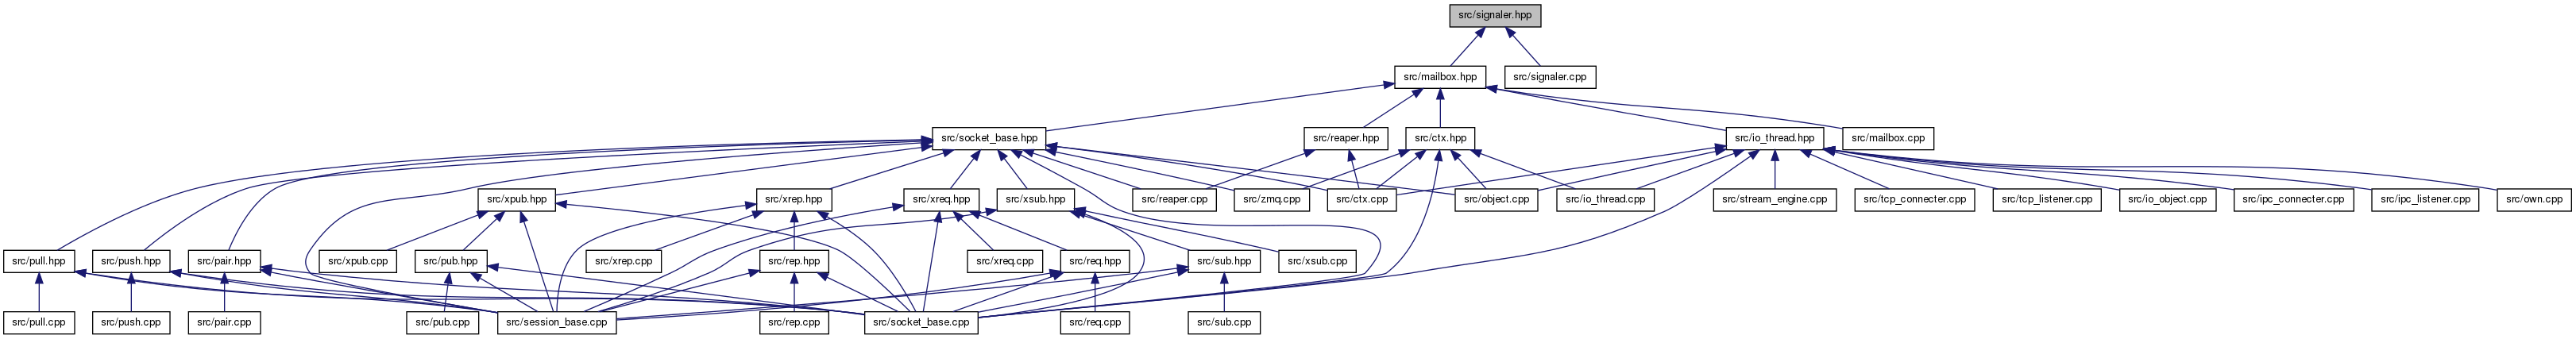 src/signaler.hpp
src/mailbox.hpp
src/signaler.cpp
src/socket_base.hpp
src/reaper.hpp
src/ctx.hpp
src/io_thread.hpp
src/mailbox.cpp
src/xpub.hpp
src/xrep.hpp
src/xreq.hpp
src/xsub.hpp
src/reaper.cpp
src/zmq.cpp
src/ctx.cpp
src/object.cpp
src/io_thread.cpp
src/stream_engine.cpp
src/tcp_connecter.cpp
src/tcp_listener.cpp
src/io_object.cpp
src/ipc_connecter.cpp
src/ipc_listener.cpp
src/own.cpp
src/pull.hpp
src/push.hpp
src/pair.hpp
src/xpub.cpp
src/pub.hpp
src/xrep.cpp
src/rep.hpp
src/xreq.cpp
src/req.hpp
src/sub.hpp
src/xsub.cpp
src/pull.cpp
src/push.cpp
src/pair.cpp
src/pub.cpp
src/session_base.cpp
src/rep.cpp
src/socket_base.cpp
src/req.cpp
src/sub.cpp